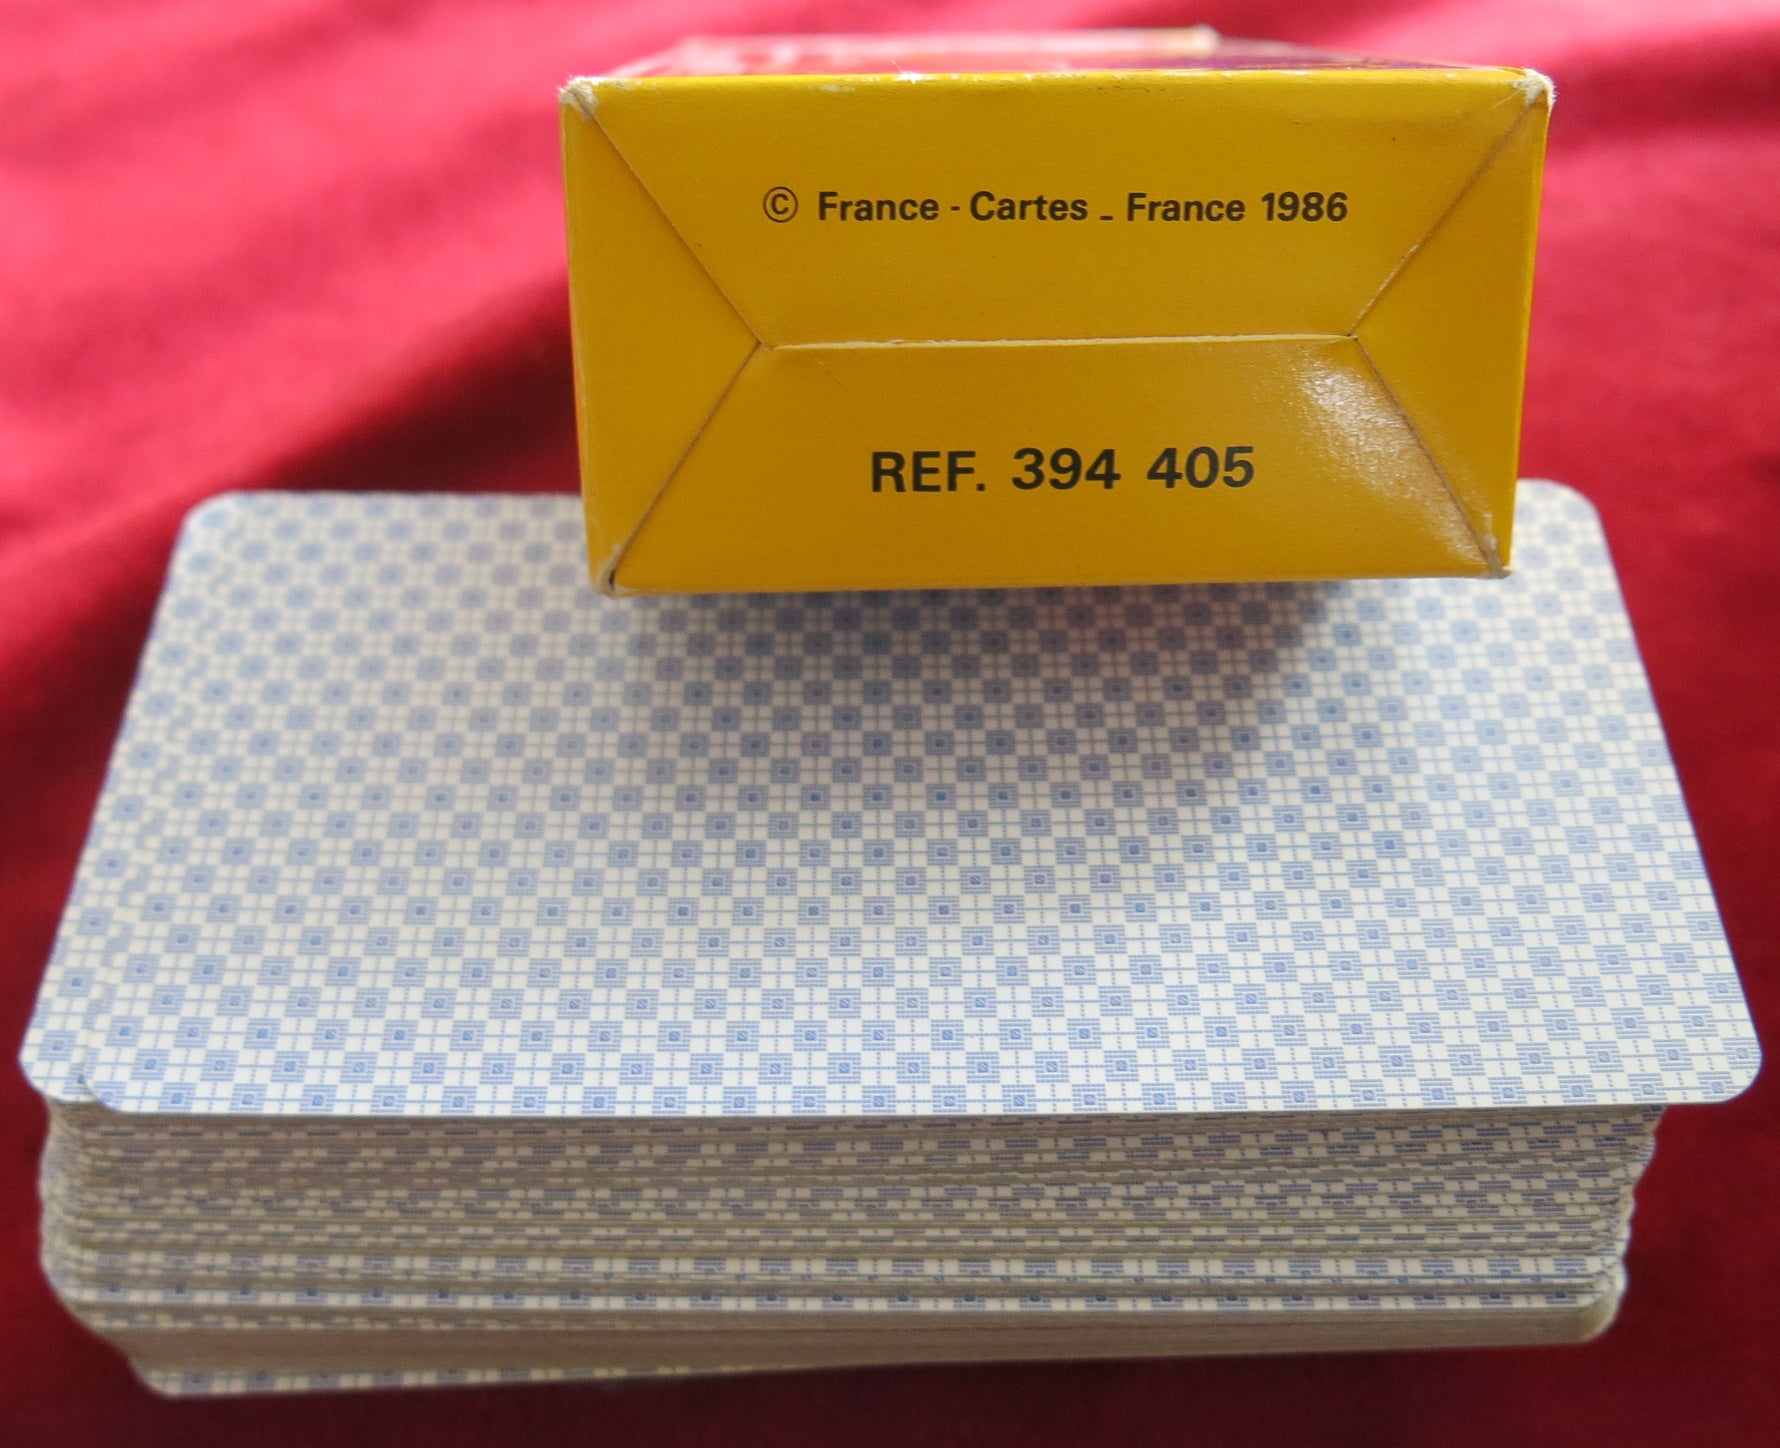 © France - Cartes - France 1986
REF. 394 405